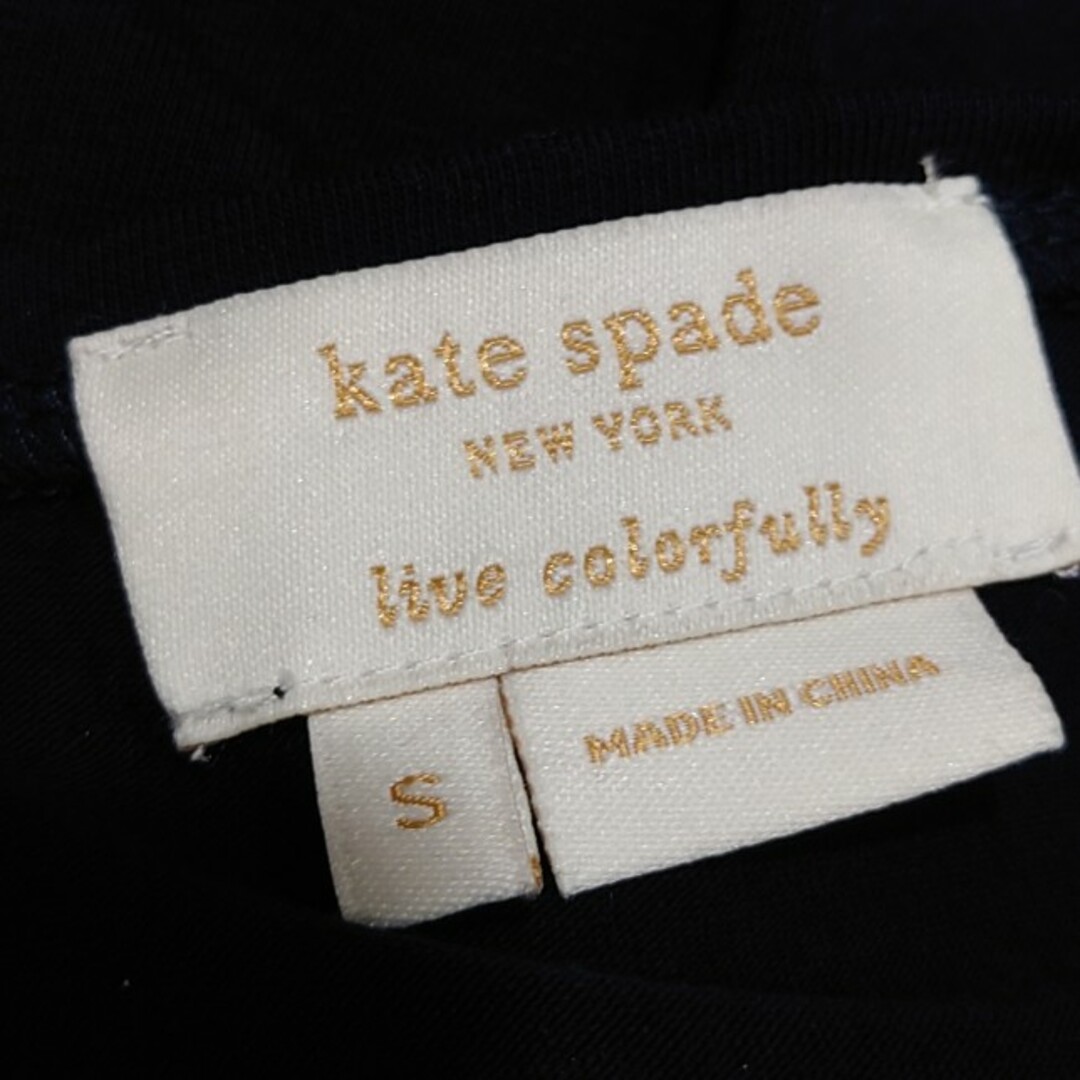 kate spade
NEW YORK
live colorfully
S
MADE IN CHINA